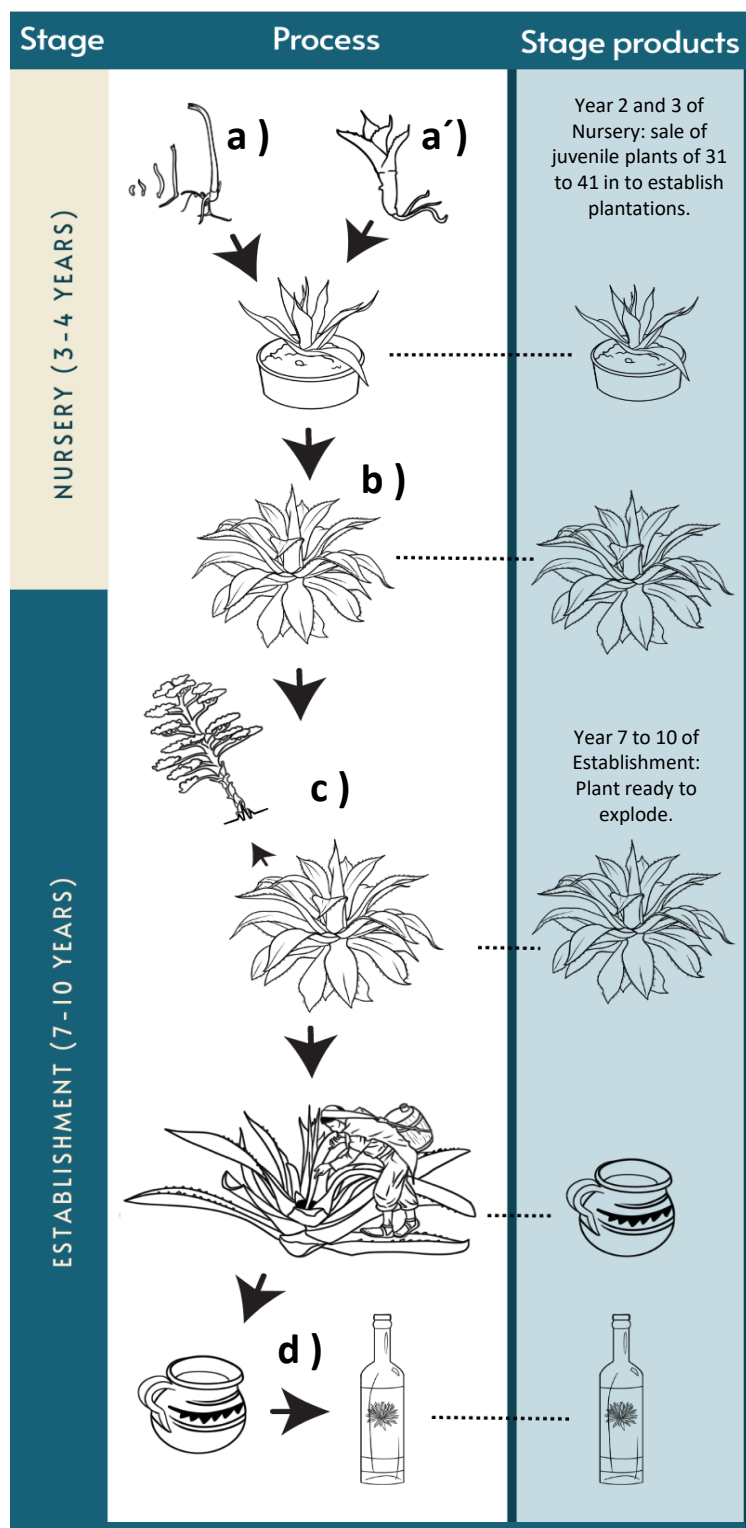 Stage
Process
Stage products
NURSERY (3-4 YEARS)
a )
a´)
Year 2 and 3 of
Nursery: sale of
juvenile plants of 31
to 41 in to establish
plantations.
b )
ESTABLISHMENT (7-10 YEARS)
c )
Year 7 to 10 of
Establishment:
Plant ready to
explode.
d )